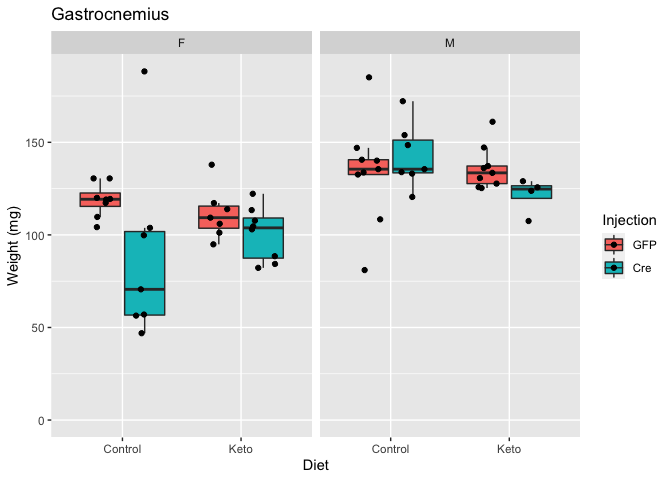 Gastrocnemius
F
M
Weight (mg)
150
100
50
0
Control
Keto
Control
Keto
Diet
Injection
GFP
Cre